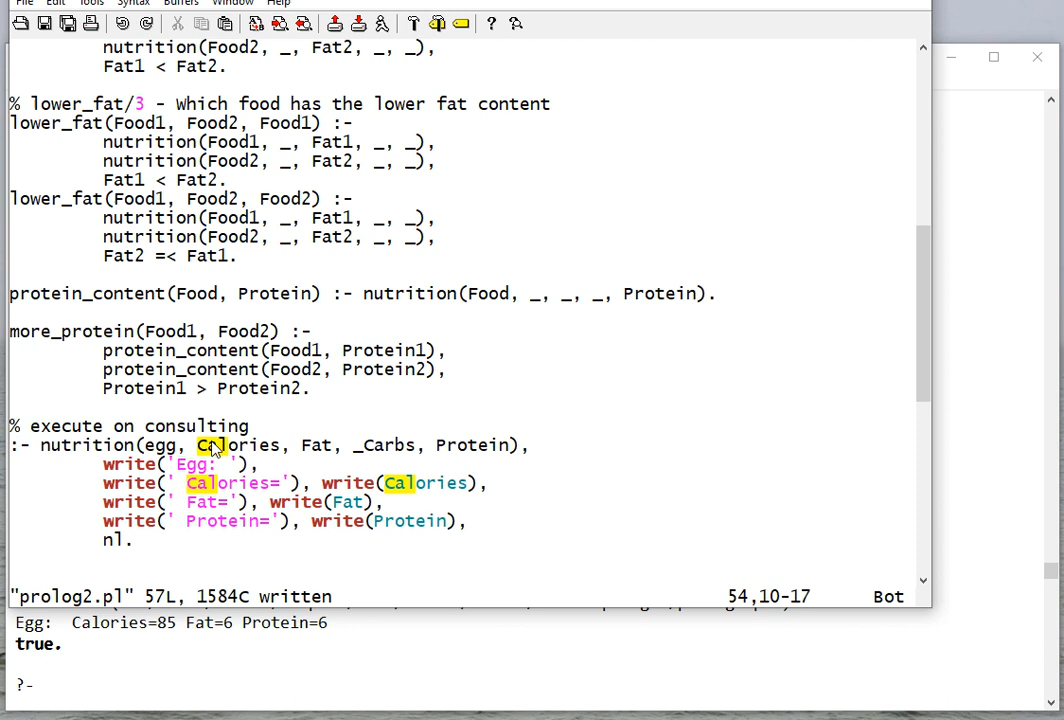 File Edit Tools Syntax Buffers Window Help
nutrition(Food2, _, Fat2, _, _),
Fat1 < Fat2.
% lower_fat/3 - Which food has the lower fat content
lower_fat(Food1, Food2, Food1) :-
nutrition(Food1, _, Fat1, _, _),
nutrition(Food2, _, Fat2, _, _),
Fat1 < Fat2.
lower_fat(Food1, Food2, Food2) :-
nutrition(Food1, _, Fat1, _, _),
nutrition(Food2, _, Fat2, _, _),
Fat2 =< Fat1.
protein_content(Food, Protein) :- nutrition(Food, _, _, _, Protein).
more_protein(Food1, Food2) :-
protein_content(Food1, Protein1),
protein_content(Food2, Protein2),
Protein1 > Protein2.
% execute on consulting
:- nutrition(egg, Calories, Fat, _Carbs, Protein),
write('Egg: '),
write(' Calories='), write(Calories),
write(' Fat='), write(Fat),
write(' Protein='), write(Protein),
nl.
"prolog2.pl" 57L, 1584C written 54,10-17 Bot
Egg:  Calories=85 Fat=6 Protein=6
true.
?-